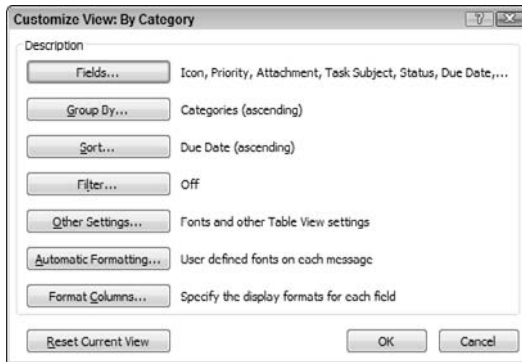 Customize View: By Category
Description
Fields... Icon, Priority, Attachment, Task Subject, Status, Due Date,...
Group By... Categories (ascending)
Sort... Due Date (ascending)
Filter... Off
Other Settings... Fonts and other Table View settings
Automatic Formatting... User defined fonts on each message
Format Columns... Specify the display formats for each field
Reset Current View OK Cancel